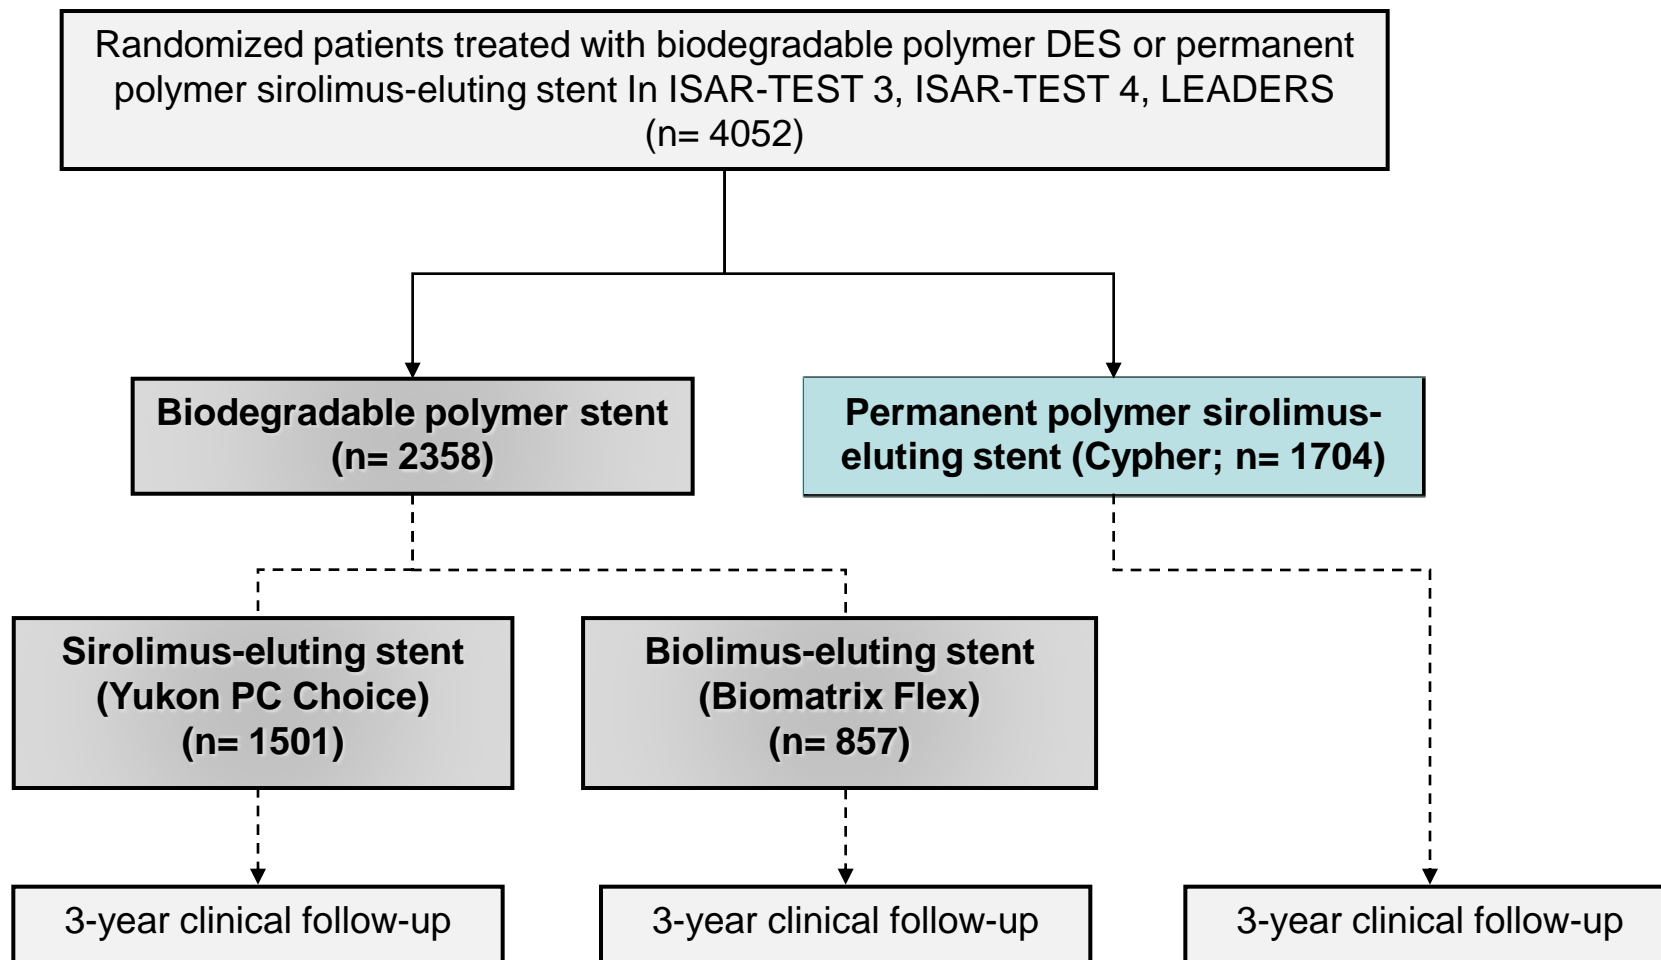 Randomized patients treated with biodegradable polymer DES or permanent
polymer sirolimus-eluting stent In ISAR-TEST 3, ISAR-TEST 4, LEADERS
(n= 4052)
Biodegradable polymer stent
(n= 2358)
Permanent polymer sirolimus-
eluting stent (Cypher; n= 1704)
Sirolimus-eluting stent
(Yukon PC Choice)
(n= 1501)
Biolimus-eluting stent
(Biomatrix Flex)
(n= 857)
3-year clinical follow-up
3-year clinical follow-up
3-year clinical follow-up